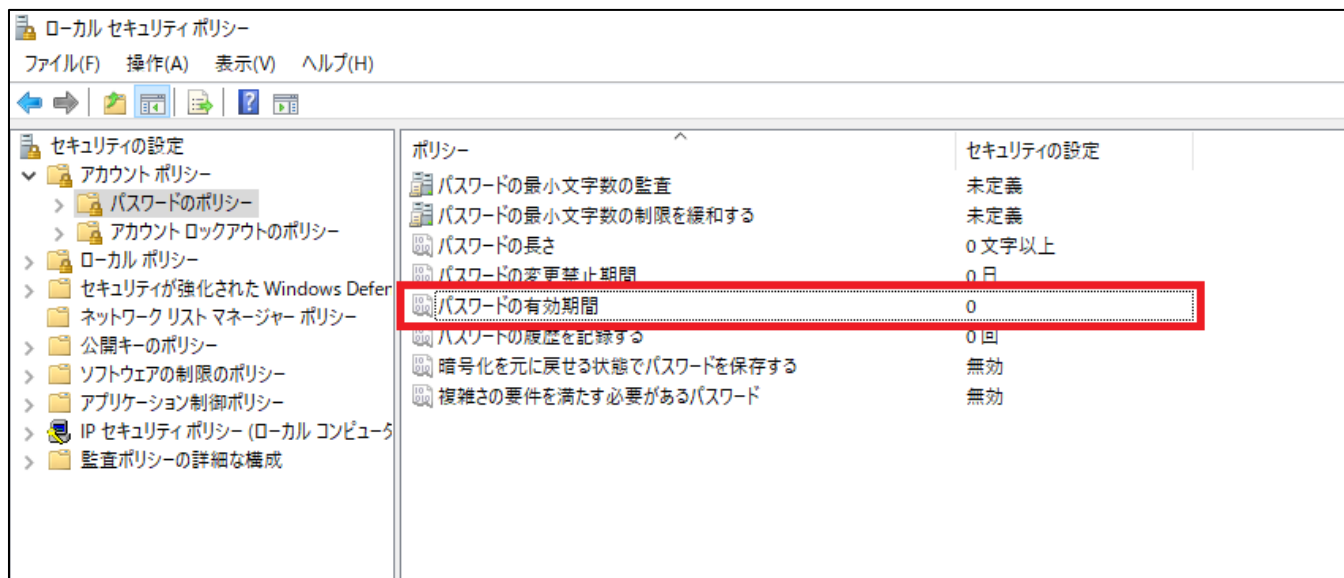 ローカル セキュリティ ポリシー
ファイル(F) 操作(A) 表示(V) ヘルプ(H)
セキュリティの設定
アカウント ポリシー
パスワードのポリシー
アカウント ロックアウトのポリシー
ローカル ポリシー
セキュリティが強化された Windows Defer
ネットワーク リスト マネージャー ポリシー
公開キーのポリシー
ソフトウェアの制限のポリシー
アプリケーション制御ポリシー
IP セキュリティ ポリシー (ローカル コンピュータ
監査ポリシーの詳細な構成
ポリシー セキュリティの設定
パスワードの最小文字数の監査 未定義
パスワードの最小文字数の制限を緩和する 未定義
パスワードの長さ 0 文字以上
パスワードの変更禁止期間 0 日
パスワードの有効期間 0
パスワードの履歴を記録する 0 回
暗号化を元に戻せる状態でパスワードを保存する 無効
複雑さの要件を満たす必要があるパスワード 無効